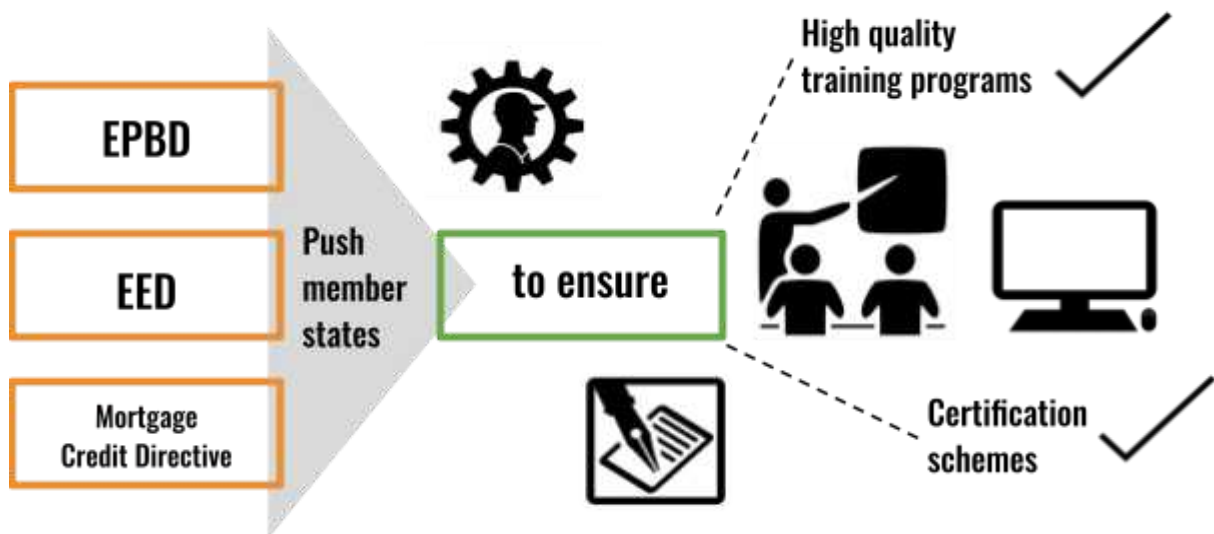 EPBD
EED
Mortgage
Credit Directive
Push
member
states
to ensure
High quality
training programs
Certification
schemes